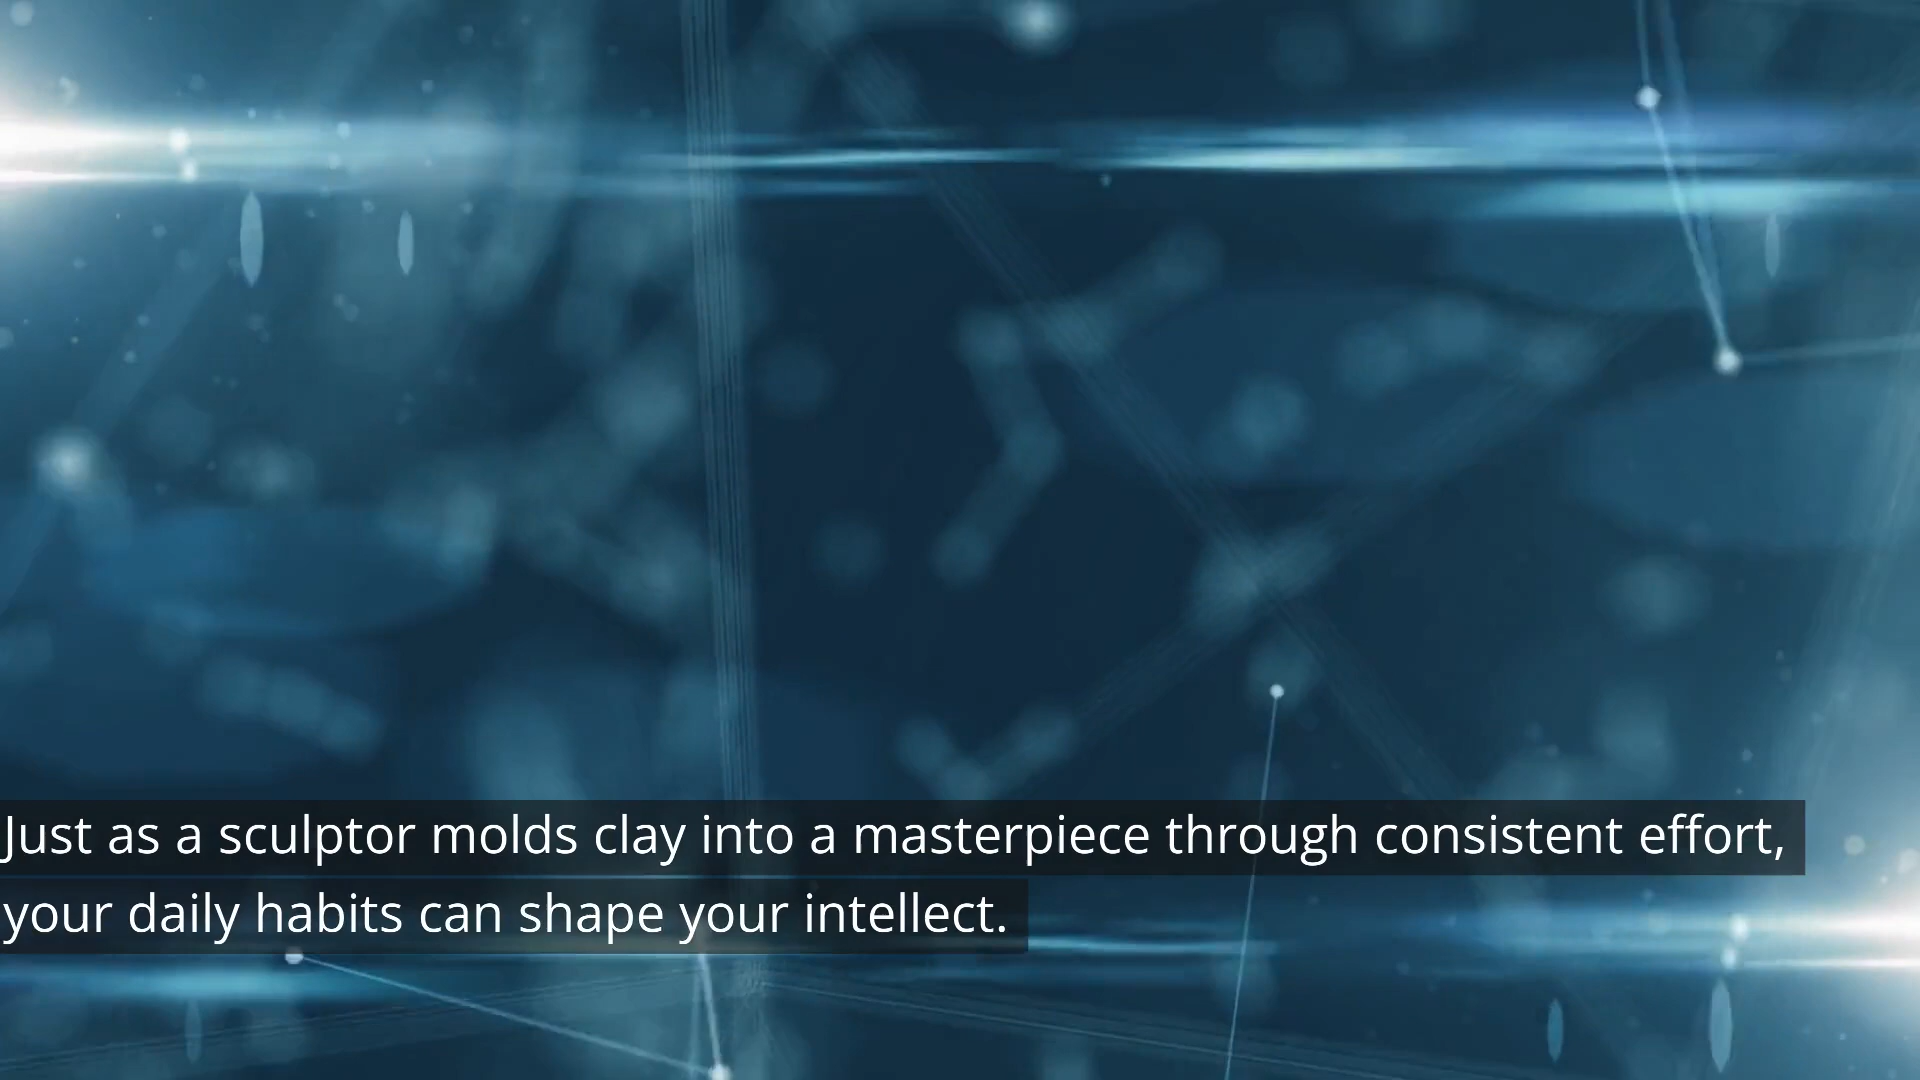 Just as a sculptor molds clay into a masterpiece through consistent effort,
your daily habits can shape your intellect.